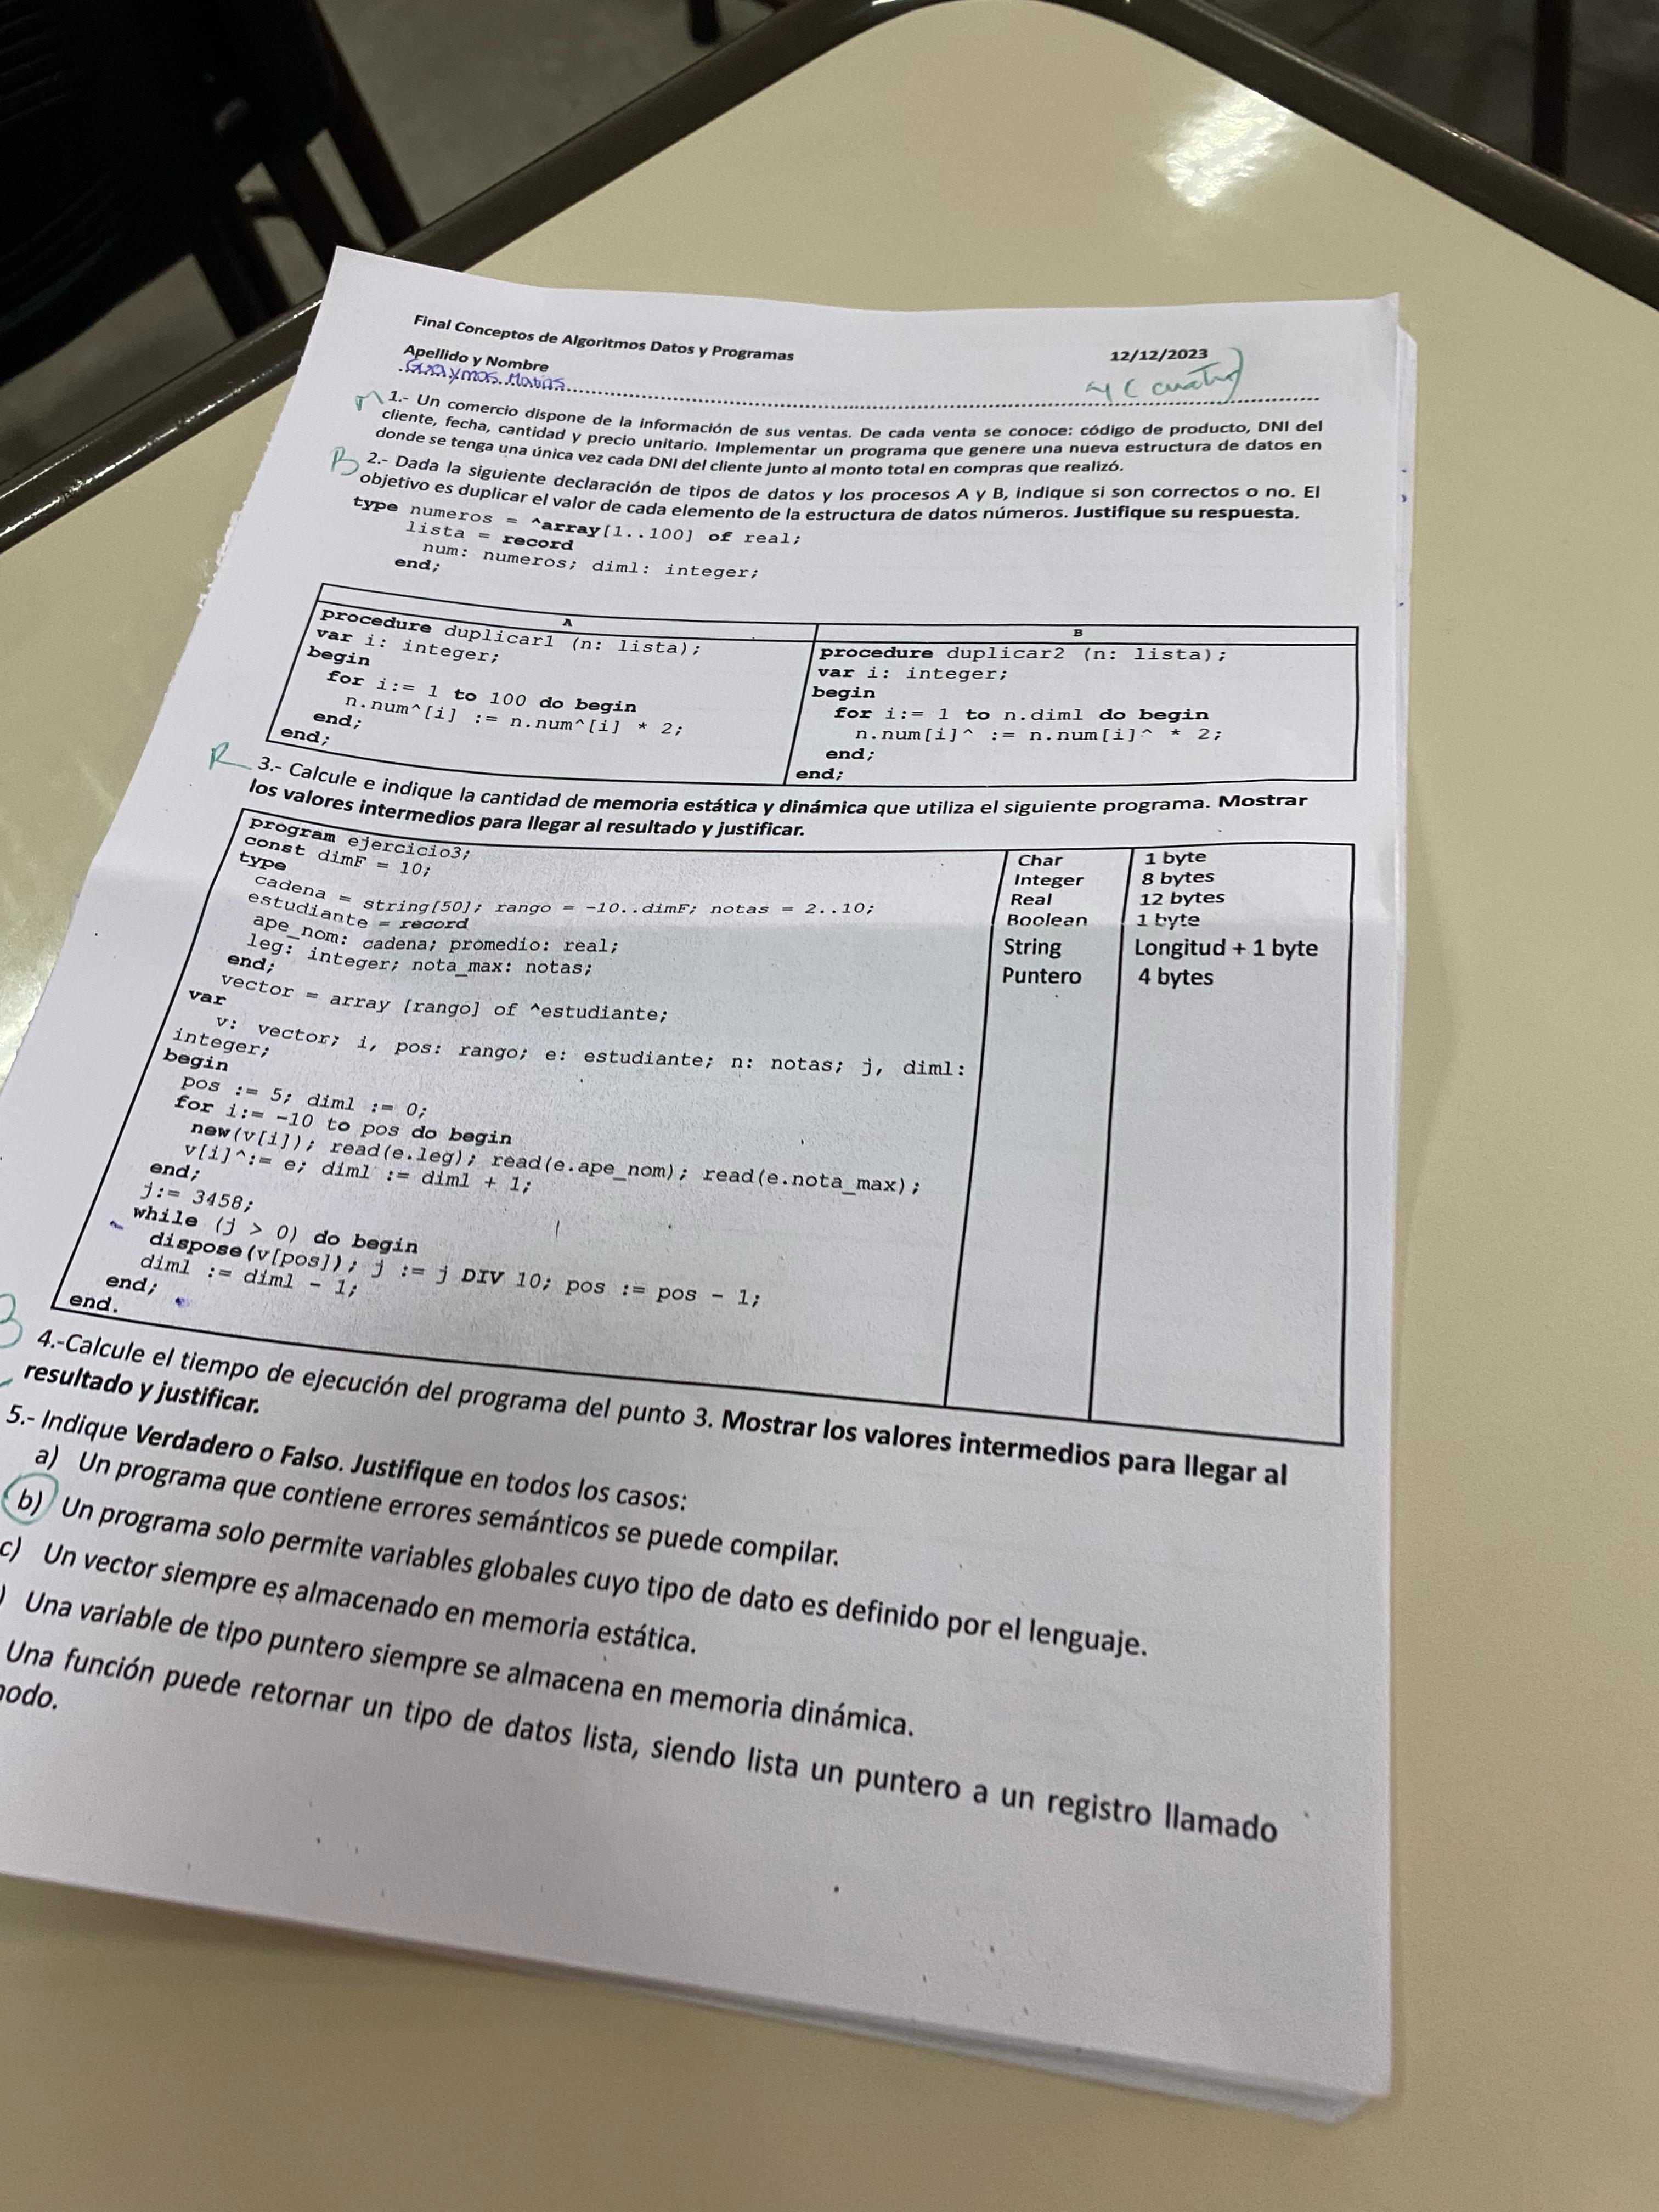 Final Conceptos de Algoritmos Datos y Programas
12/12/2023
Apellido y Nombre
4 (cuatro)
1.- Un comercio dispone de la información de sus ventas. De cada venta se conoce: código de producto, DNI del
cliente, fecha, cantidad y precio unitario. Implementar un programa que genere una nueva estructura de datos en
donde se tenga una única vez cada DNI del cliente junto al monto total en compras que realizó.
B
2.- Dada la siguiente declaración de tipos de datos y los procesos A y B, indique si son correctos o no. El
objetivo es duplicar el valor de cada elemento de la estructura de datos números. Justifique su respuesta.
type numeros = ^array[1..100] of real;
lista = record
num: numeros; diml: integer;
end;
A
procedure duplicar1 (n: lista);
var i: integer;
begin
for i:= 1 to 100 do begin
n.num^[i] := n.num^[i] * 2;
end;
end;
B
procedure duplicar2 (n: lista);
var i: integer;
begin
for i:= 1 to n.diml do begin
n.num[i]^ := n.num[i]^ * 2;
end;
end;
R
3.- Calcule e indique la cantidad de memoria estática y dinámica que utiliza el siguiente programa. Mostrar
los valores intermedios para llegar al resultado y justificar.
program ejercicio3;
const dimF = 10;
type
cadena = string[50]; rango = -10..dimF; notas = 2..10;
estudiante = record
ape_nom: cadena; promedio: real;
leg: integer; nota_max: notas;
end;
vector = array [rango] of ^estudiante;
var
v: vector; i, pos: rango; e: estudiante; n: notas; j, diml:
integer;
begin
pos := 5; diml := 0;
for i:= -10 to pos do begin
new(v[i]); read(e.leg); read(e.ape_nom); read(e.nota_max);
v[i]^:= e; diml := diml + 1;
end;
j:= 3458;
while (j > 0) do begin
dispose(v[pos]); j := j DIV 10; pos := pos - 1;
diml := diml - 1;
end;
end.
Char 1 byte
Integer 8 bytes
Real 12 bytes
Boolean 1 byte
String Longitud + 1 byte
Puntero 4 bytes
4.-Calcule el tiempo de ejecución del programa del punto 3. Mostrar los valores intermedios para llegar al
resultado y justificar.
5.- Indique Verdadero o Falso. Justifique en todos los casos:
a) Un programa que contiene errores semánticos se puede compilar.
b) Un programa solo permite variables globales cuyo tipo de dato es definido por el lenguaje.
c) Un vector siempre es almacenado en memoria estática.
) Una variable de tipo puntero siempre se almacena en memoria dinámica.
Una función puede retornar un tipo de datos lista, siendo lista un puntero a un registro llamado
nodo.